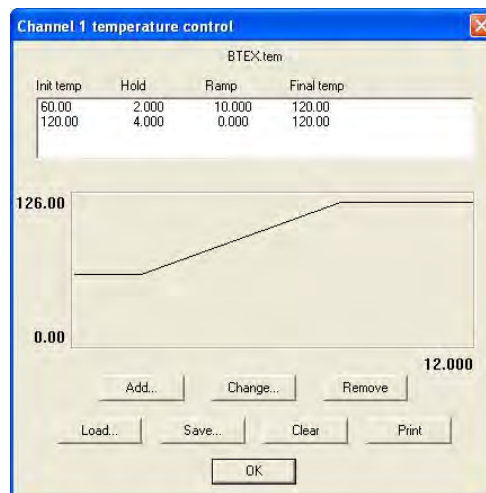 Channel 1 temperature control
BTEX.tem
Init temp Hold Ramp Final temp
60.00 2.000 10.000 120.00
120.00 4.000 0.000 120.00
126.00
0.00
12.000
Add... Change... Remove
Load... Save... Clear Print
OK